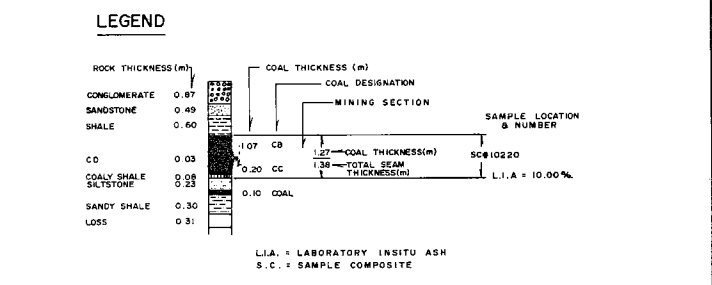 LEGEND
ROCK THICKNESS (m) COAL THICKNESS (m)
COAL DESIGNATION
MINING SECTION
CONGLOMERATE 0.87
SANDSTONE 0.49
SHALE 0.60
SAMPLE LOCATION
& NUMBER
1.07 CB
1.27 COAL THICKNESS(m)
SC#10220
CD 0.03
0.20 CC
1.38 TOTAL SEAM
THICKNESS(m)
COALY SHALE 0.08
L.I.A = 10.00%.
SILTSTONE 0.23
0.10 COAL
SANDY SHALE 0.30
LOSS 0.31
L.I.A. = LABORATORY INSITU ASH
S.C. = SAMPLE COMPOSITE